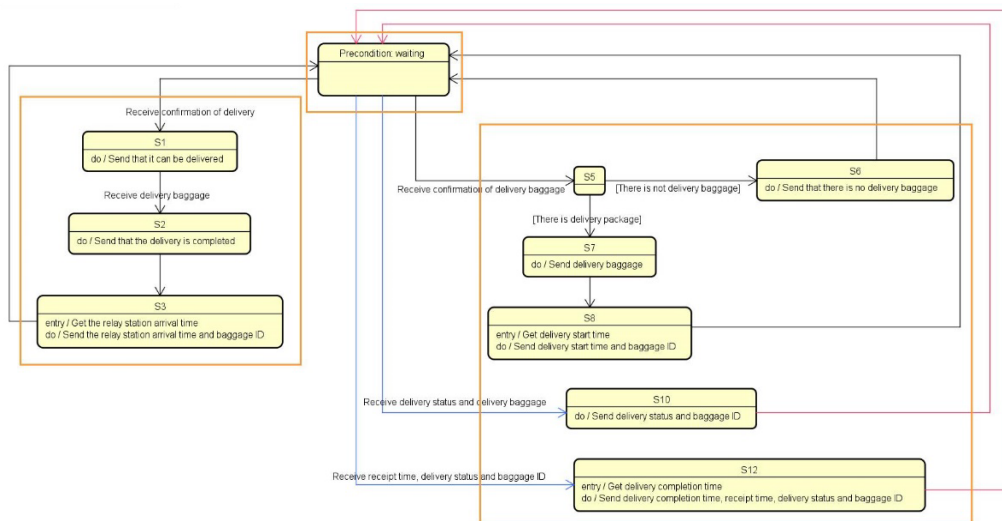 Precondition: waiting
Receive confirmation of delivery
S1
do / Send that it can be delivered
Receive delivery baggage
S2
do / Send that the delivery is completed
S3
entry / Get the relay station arrival time
do / Send the relay station arrival time and baggage ID
Receive confirmation of delivery baggage
S5
[There is not delivery baggage]
S6
do / Send that there is no delivery baggage
[There is delivery package]
S7
do / Send delivery baggage
S8
entry / Get delivery start time
do / Send delivery start time and baggage ID
Receive delivery status and delivery baggage
S10
do / Send delivery status and baggage ID
Receive receipt time, delivery status and baggage ID
S12
entry / Get delivery completion time
do / Send delivery completion time, receipt time, delivery status and baggage ID